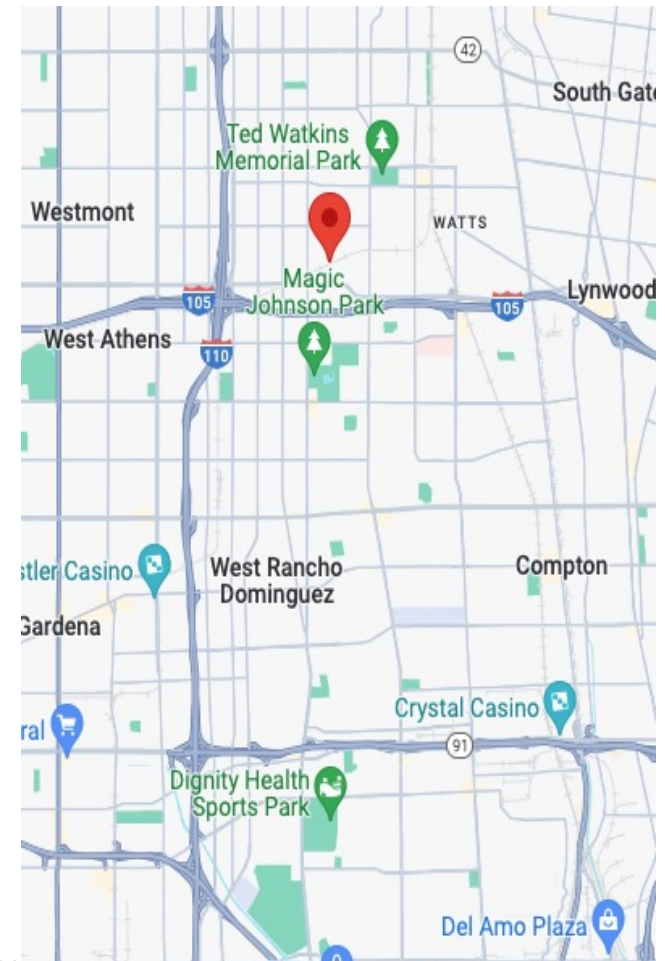 42
South Gate
Ted Watkins
Memorial Park
Westmont
WATTS
Magic
Johnson Park
105
105
Lynwood
West Athens
110
stler Casino
West Rancho
Dominguez
Compton
Gardena
Crystal Casino
ral
91
Dignity Health
Sports Park
Del Amo Plaza